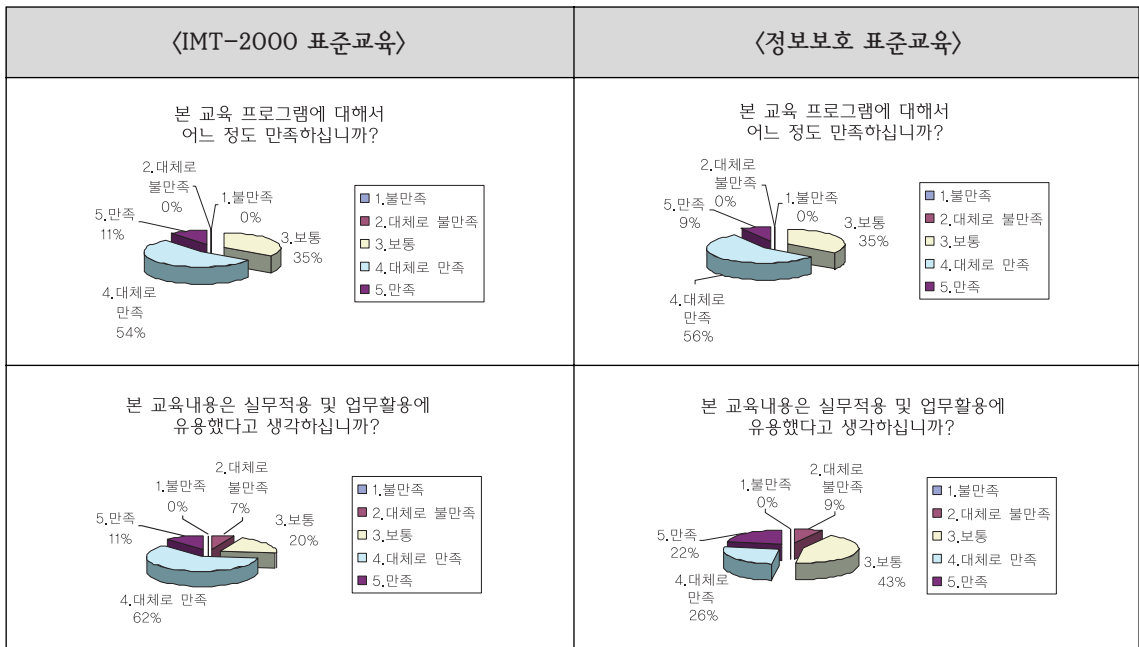 〈IMT-2000 표준교육〉
〈정보보호 표준교육〉
본 교육 프로그램에 대해서
어느 정도 만족하십니까?
2.대체로
불만족
0%
1.불만족
0%
5.만족
11%
3.보통
35%
4.대체로
만족
54%
1.불만족
2.대체로 불만족
3.보통
4.대체로 만족
5.만족
본 교육 프로그램에 대해서
어느 정도 만족하십니까?
2.대체로
불만족
0%
1.불만족
0%
5.만족
9%
3.보통
35%
4.대체로
만족
56%
1.불만족
2.대체로 불만족
3.보통
4.대체로 만족
5.만족
본 교육내용은 실무적용 및 업무활용에
유용했다고 생각하십니까?
2.대체로
불만족
7%
1.불만족
0%
5.만족
11%
3.보통
20%
4.대체로 만족
62%
1.불만족
2.대체로 불만족
3.보통
4.대체로 만족
5.만족
본 교육내용은 실무적용 및 업무활용에
유용했다고 생각하십니까?
2.대체로
불만족
9%
1.불만족
0%
5.만족
22%
3.보통
43%
4.대체로
만족
26%
1.불만족
2.대체로 불만족
3.보통
4.대체로 만족
5.만족